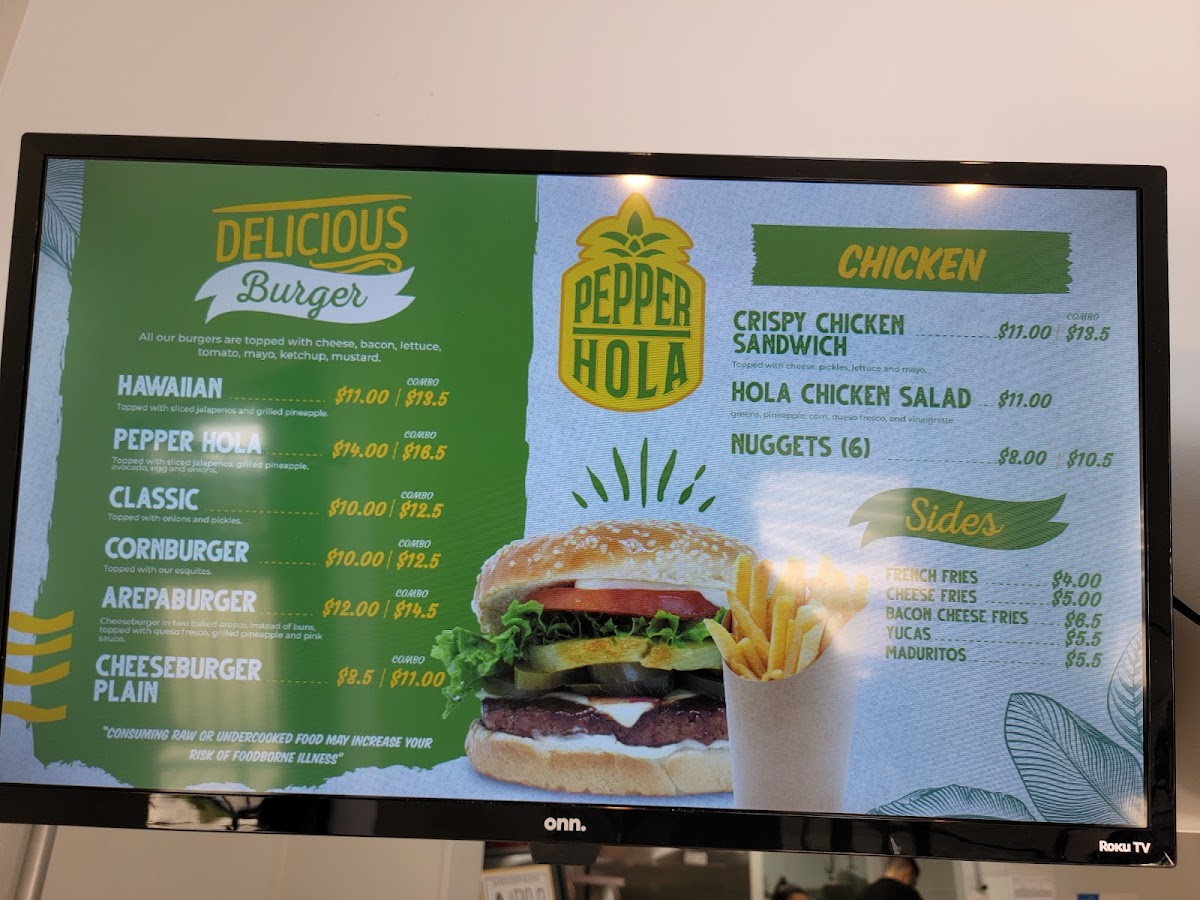 DELICIOUS
Burger
All our burgers are topped with cheese, bacon, lettuce,
tomato, mayo, ketchup, mustard.
COMBO
HAWAIIAN $11.00 | $13.5
Topped with sliced jalapenos and grilled pineapple.
COMBO
PEPPER HOLA $14.00 | $16.5
Topped with sliced jalapenos, grilled pineapple,
avocado, egg and onions.
COMBO
CLASSIC $10.00 | $12.5
Topped with onions and pickles.
COMBO
CORNBURGER $10.00 | $12.5
Topped with our esquites.
COMBO
AREPABURGER $12.00 | $14.5
Cheeseburger in two baked arepas instead of buns,
topped with queso fresco, grilled pineapple and pink
sauce.
COMBO
CHEESEBURGER $8.5 | $11.00
PLAIN
"CONSUMING RAW OR UNDERCOOKED FOOD MAY INCREASE YOUR
RISK OF FOODBORNE ILLNESS"
PEPPER
HOLA
CHICKEN
COMBO
CRISPY CHICKEN $11.00 | $13.5
SANDWICH
Topped with cheese, pickles, lettuce and mayo,
HOLA CHICKEN SALAD $11.00
greens, pineapple, corn, queso fresco, and vinaigrette
NUGGETS (6) $8.00 | $10.5
Sides
FRENCH FRIES $4.00
CHEESE FRIES $5.00
BACON CHEESE FRIES $6.5
YUCAS $5.5
MADURITOS $5.5
onn.
Roku TV